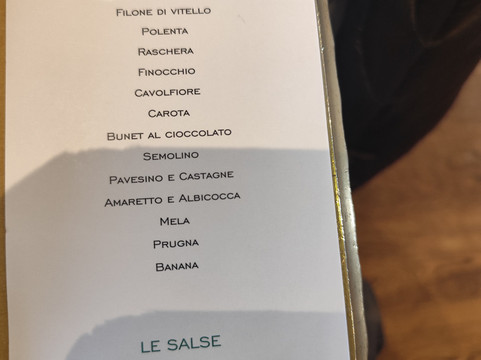 Filone di vitello
Polenta
Raschera
Finocchio
Cavolfiore
Carota
Bunet al cioccolato
Semolino
Pavesino e Castagne
Amaretto e Albicocca
Mela
Prugna
Banana
LE SALSE